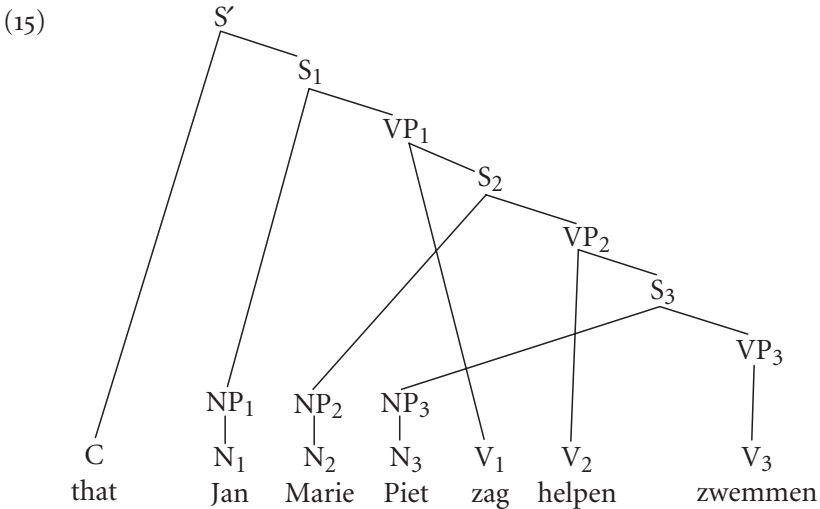 (15)
S′
S1
VP1
S2
VP2
S3
VP3
NP1 NP2 NP3
C N1 N2 N3 V1 V2 V3
that Jan Marie Piet zag helpen zwemmen